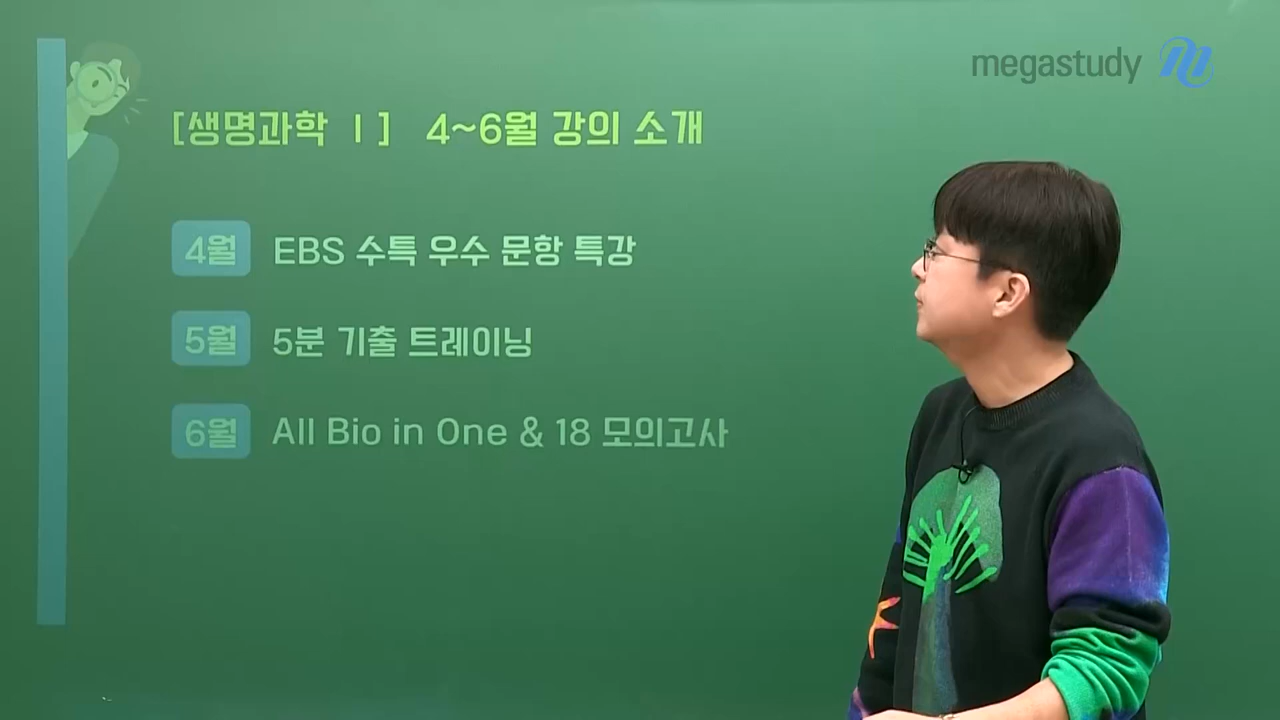 megastudy
[생명과학 Ⅰ] 4~6월 강의 소개
4월 EBS 수특 우수 문항 특강
5월 5분 기출 트레이닝
6월 All Bio in One & 18 모의고사